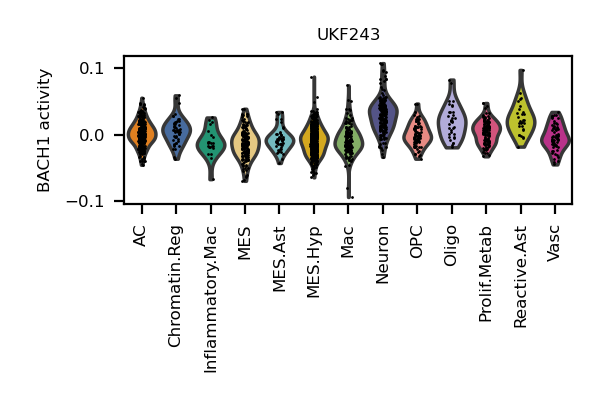 UKF243
BACH1 activity
0.1
0.0
−0.1
AC
Chromatin.Reg
Inflammatory.Mac
MES
MES.Ast
MES.Hyp
Mac
Neuron
OPC
Oligo
Prolif.Metab
Reactive.Ast
Vasc